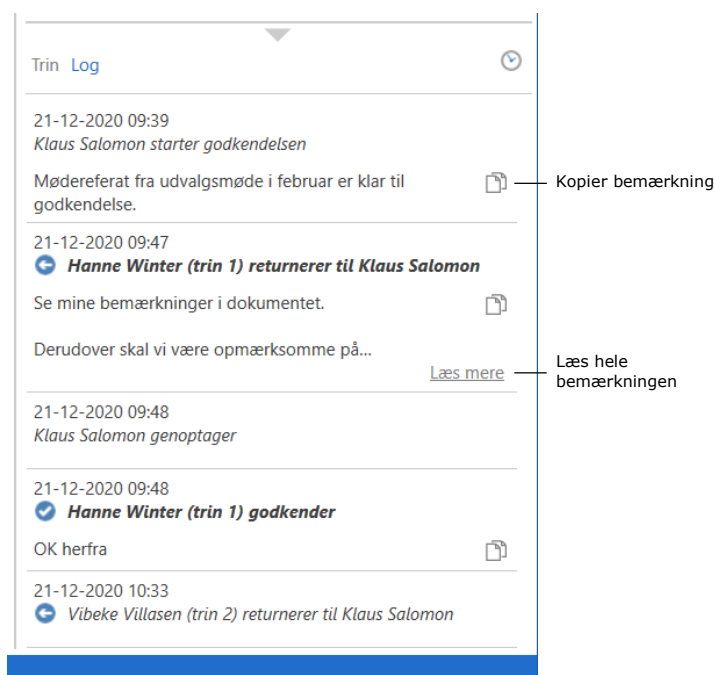 Trin Log
21-12-2020 09:39
Klaus Salomon starter godkendelsen
Mødereferat fra udvalgsmøde i februar er klar til
godkendelse.
Kopier bemærkning
21-12-2020 09:47
Hanne Winter (trin 1) returnerer til Klaus Salomon
Se mine bemærkninger i dokumentet.
Derudover skal vi være opmærksomme på...
Læs mere
Læs hele
bemærkningen
21-12-2020 09:48
Klaus Salomon genoptager
21-12-2020 09:48
Hanne Winter (trin 1) godkender
OK herfra
21-12-2020 10:33
Vibeke Villasen (trin 2) returnerer til Klaus Salomon